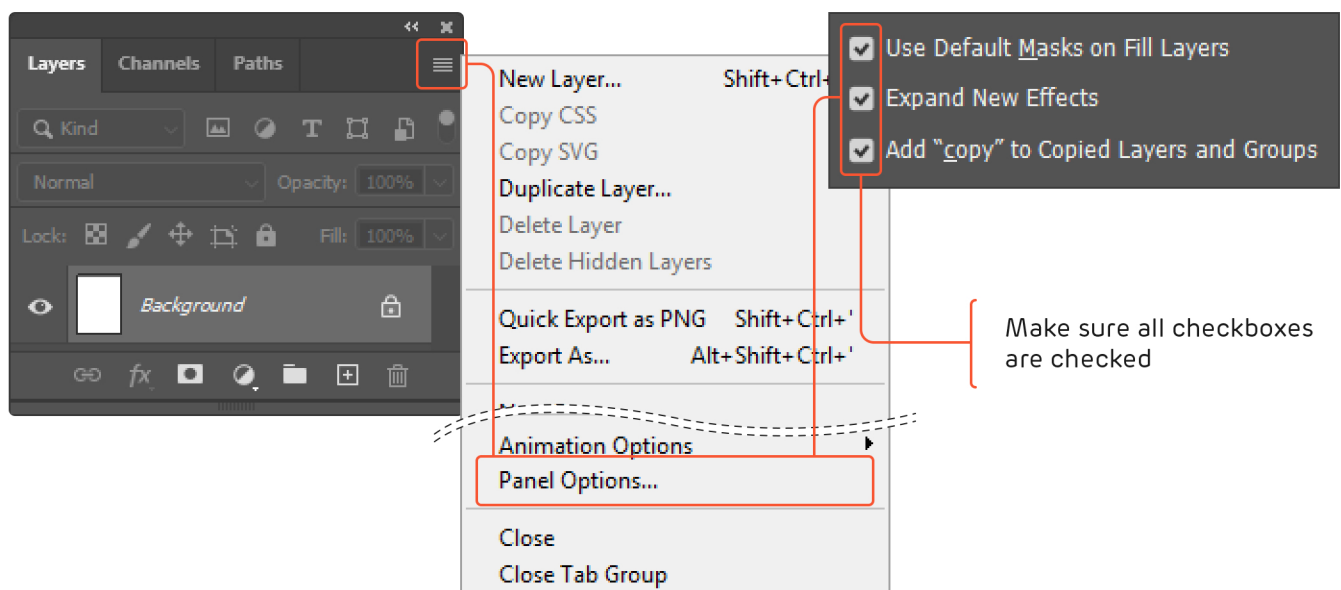 Layers Channels Paths
Kind
Normal Opacity: 100%
Lock: Fill: 100%
Background
fx
New Layer... Shift+Ctrl+
Copy CSS
Copy SVG
Duplicate Layer...
Delete Layer
Delete Hidden Layers
Quick Export as PNG Shift+Ctrl+'
Export As... Alt+Shift+Ctrl+'
Animation Options
Panel Options...
Close
Close Tab Group
Use Default Masks on Fill Layers
Expand New Effects
Add “copy” to Copied Layers and Groups
Make sure all checkboxes
are checked